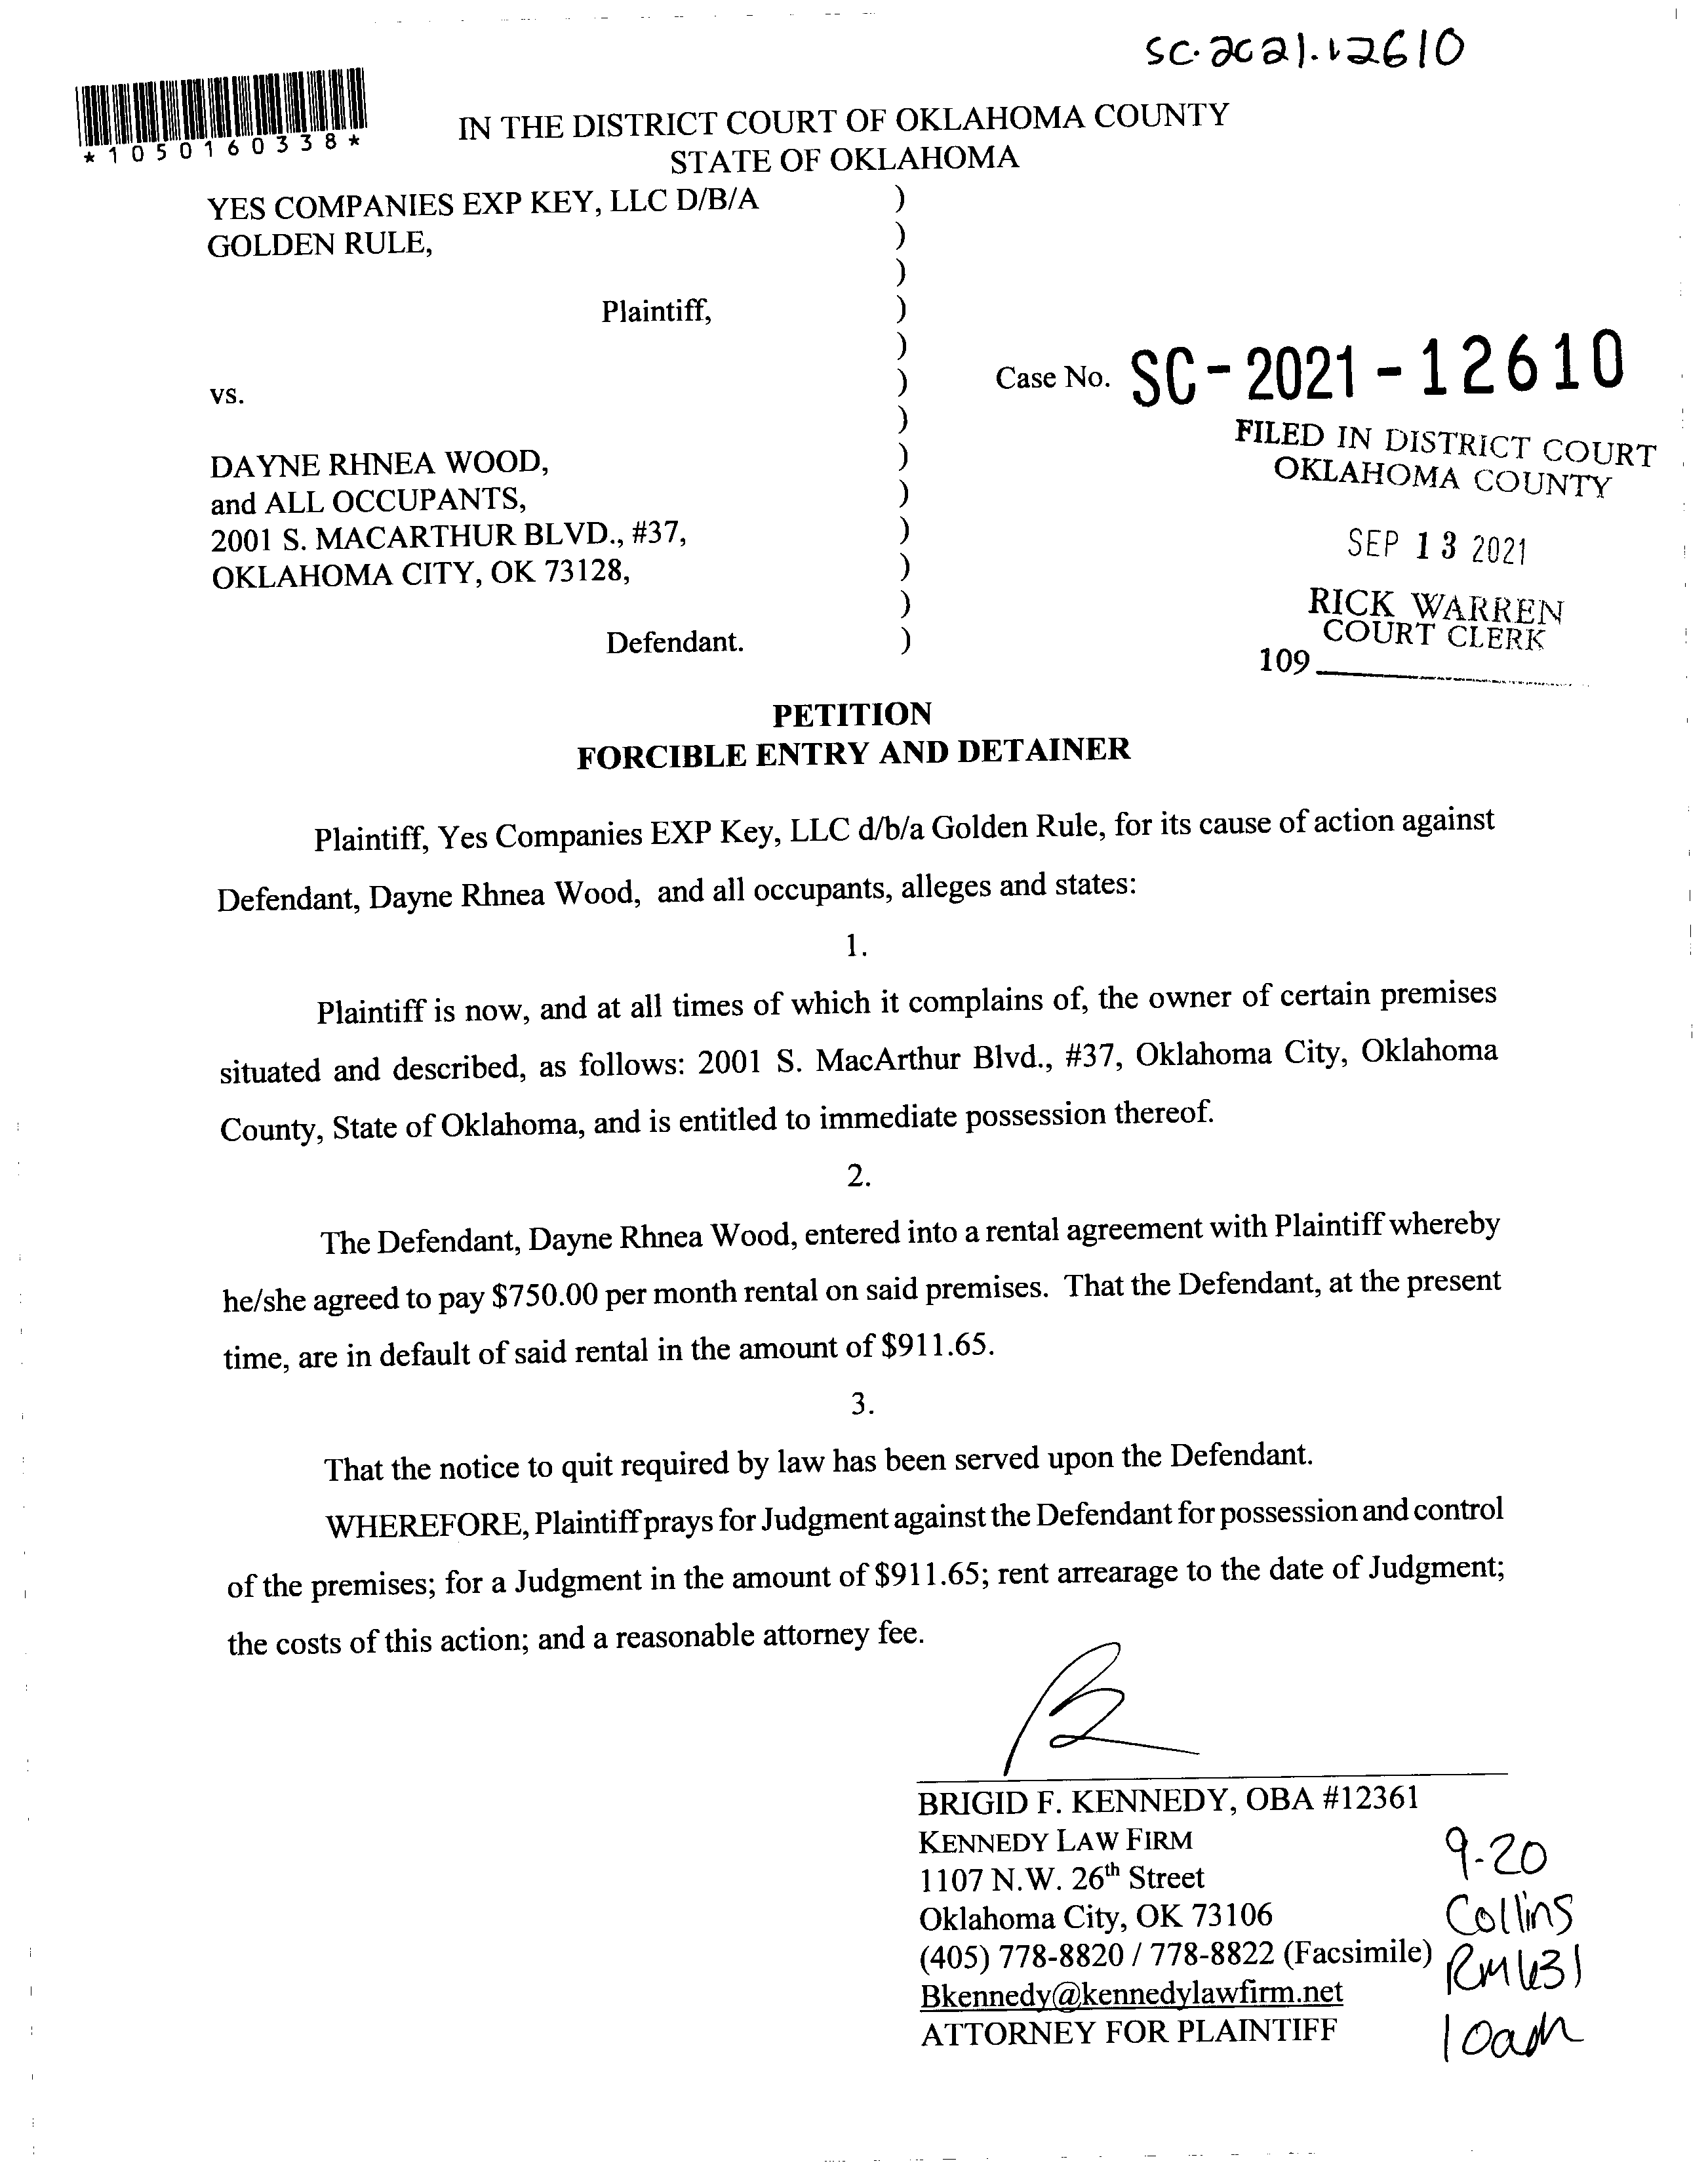 SC-2021-12610
*1050160338*
IN THE DISTRICT COURT OF OKLAHOMA COUNTY
STATE OF OKLAHOMA
YES COMPANIES EXP KEY, LLC D/B/A )
GOLDEN RULE, )
)
Plaintiff, )
)
vs. ) Case No. SC-2021-12610
)
FILED IN DISTRICT COURT
OKLAHOMA COUNTY
DAYNE RHNEA WOOD, )
and ALL OCCUPANTS, )
2001 S. MACARTHUR BLVD., #37, )
OKLAHOMA CITY, OK 73128, )
)
Defendant. )
SEP 13 2021
RICK WARREN
COURT CLERK
109
PETITION
FORCIBLE ENTRY AND DETAINER
Plaintiff, Yes Companies EXP Key, LLC d/b/a Golden Rule, for its cause of action against
Defendant, Dayne Rhnea Wood, and all occupants, alleges and states:
1.
Plaintiff is now, and at all times of which it complains of, the owner of certain premises
situated and described, as follows: 2001 S. MacArthur Blvd., #37, Oklahoma City, Oklahoma
County, State of Oklahoma, and is entitled to immediate possession thereof.
2.
The Defendant, Dayne Rhnea Wood, entered into a rental agreement with Plaintiff whereby
he/she agreed to pay $750.00 per month rental on said premises. That the Defendant, at the present
time, are in default of said rental in the amount of $911.65.
3.
That the notice to quit required by law has been served upon the Defendant.
WHEREFORE, Plaintiff prays for Judgment against the Defendant for possession and control
of the premises; for a Judgment in the amount of $911.65; rent arrearage to the date of Judgment;
the costs of this action; and a reasonable attorney fee.
BRIGID F. KENNEDY, OBA #12361
KENNEDY LAW FIRM
1107 N.W. 26th Street
Oklahoma City, OK 73106
(405) 778-8820 / 778-8822 (Facsimile)
Bkennedy@kennedylawfirm.net
ATTORNEY FOR PLAINTIFF
9-20
Collins
RM 631
10am